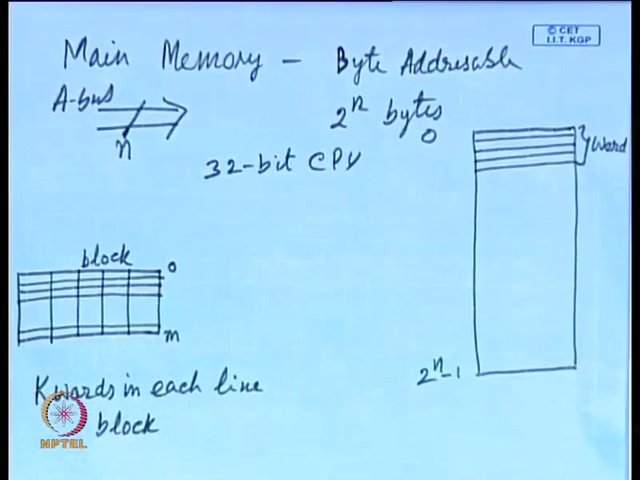 © CET
I.I.T. KGP
Main Memory – Byte Addresable
A-bus
n
2^n bytes
32-bit CPU
0
Word
2^n-1
block
0
m
K words in each line
block
NPTEL